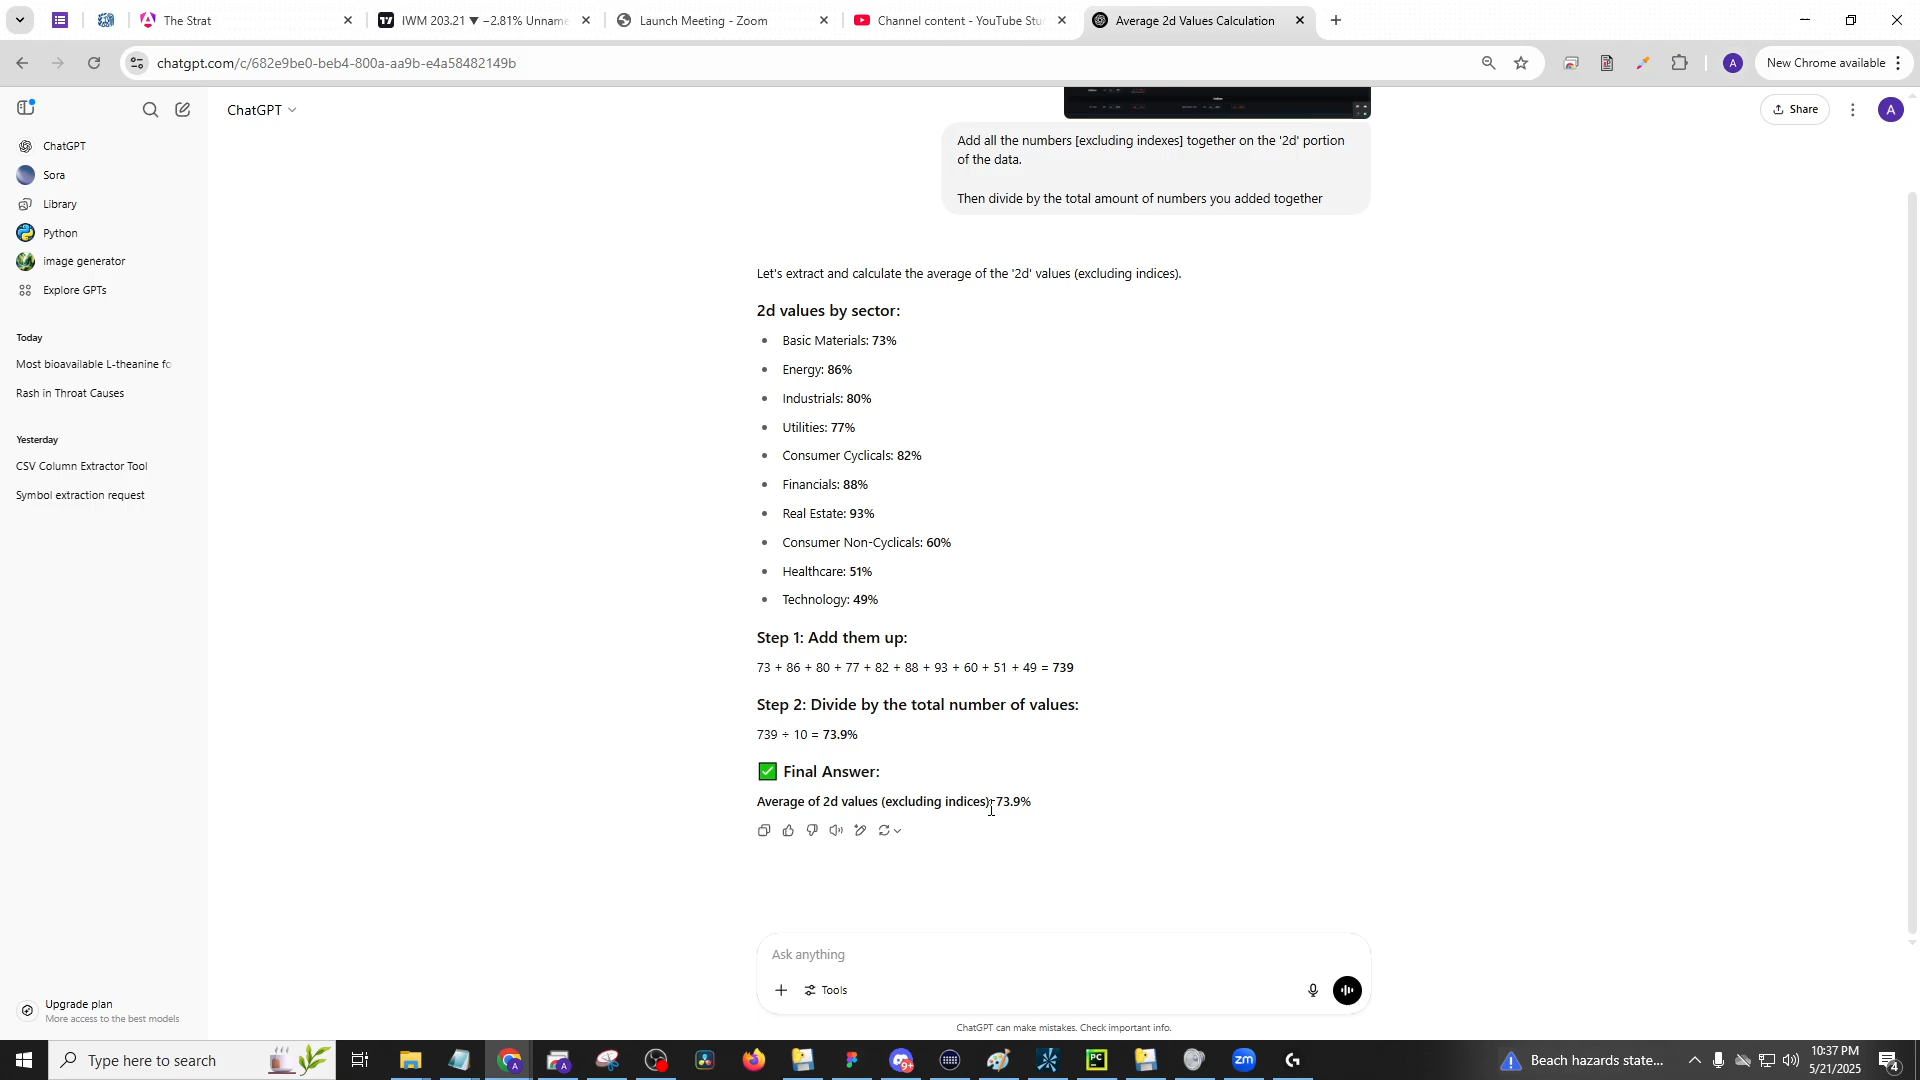 The Strat
IWM 203.21 ▼ −2.81% Unname
Launch Meeting - Zoom
Channel content - YouTube Stu
Average 2d Values Calculation
chatgpt.com/c/682e9be0-beb4-800a-aa9b-e4a58482149b
A
New Chrome available
ChatGPT
Share
A
ChatGPT
Sora
Library
Python
image generator
Explore GPTs
Today
Most bioavailable L-theanine fo
Rash in Throat Causes
Yesterday
CSV Column Extractor Tool
Symbol extraction request
Upgrade plan
More access to the best models
Add all the numbers [excluding indexes] together on the '2d' portion
of the data.
Then divide by the total amount of numbers you added together
Let's extract and calculate the average of the '2d' values (excluding indices).
2d values by sector:
Basic Materials: 73%
Energy: 86%
Industrials: 80%
Utilities: 77%
Consumer Cyclicals: 82%
Financials: 88%
Real Estate: 93%
Consumer Non-Cyclicals: 60%
Healthcare: 51%
Technology: 49%
Step 1: Add them up:
73 + 86 + 80 + 77 + 82 + 88 + 93 + 60 + 51 + 49 = 739
Step 2: Divide by the total number of values:
739 ÷ 10 = 73.9%
Final Answer:
Average of 2d values (excluding indices): 73.9%
Ask anything
Tools
ChatGPT can make mistakes. Check important info.
Type here to search
Beach hazards state...
10:37 PM
5/21/2025
4